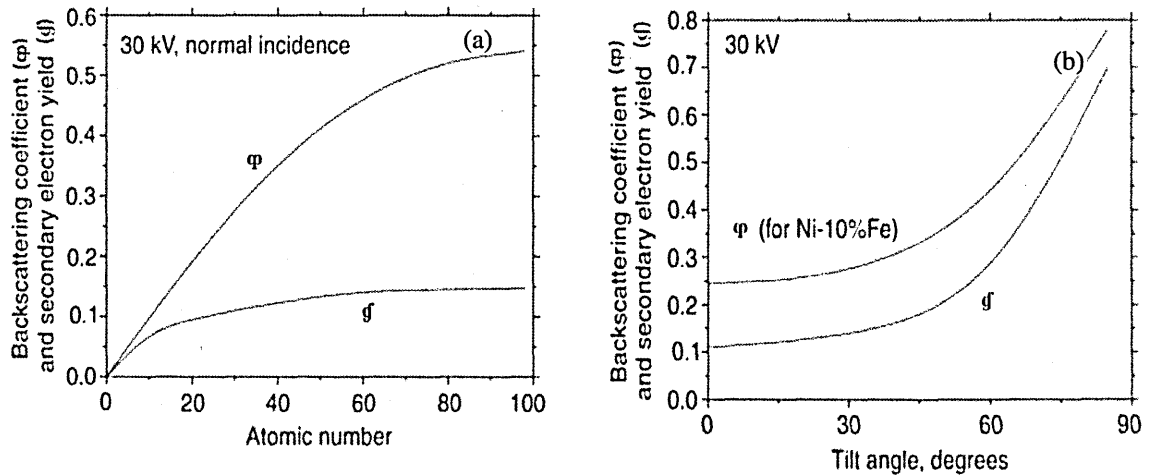 Backscattering coefficient (φ)
and secondary electron yield (ʠ)
0.6
0.5
0.4
0.3
0.2
0.1
0.0
30 kV, normal incidence
(a)
φ
0
20
40
60
80
100
Atomic number
Backscattering coefficient (φ)
and secondary electron yield
0.8
0.7
0.6
0.5
0.4
0.3
0.2
0.1
0.0
30 kV
(b)
φ (for Ni-10%Fe)
0
30
60
90
Tilt angle, degrees